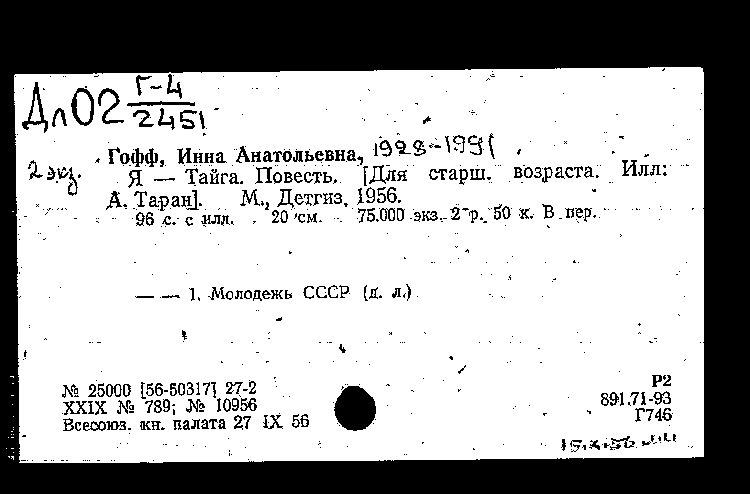 Дл02 Г-4/2451
2 экз.
Гофф, Инна Анатольевна, 1928-1991
Я — Тайга. Повесть. [Для старш. возраста. Илл:
А. Таран]. М., Детгиз, 1956.
96 с. с илл. 20 см. 75.000 экз. 2 р. 50 к. В пер.
— — 1. Молодежь СССР (д. л.)
№ 25000 [56-50317] 27-2
XXIX № 789; № 10956
Всесоюз. кн. палата 27 IX 56
Р2
891.71-93
Г746